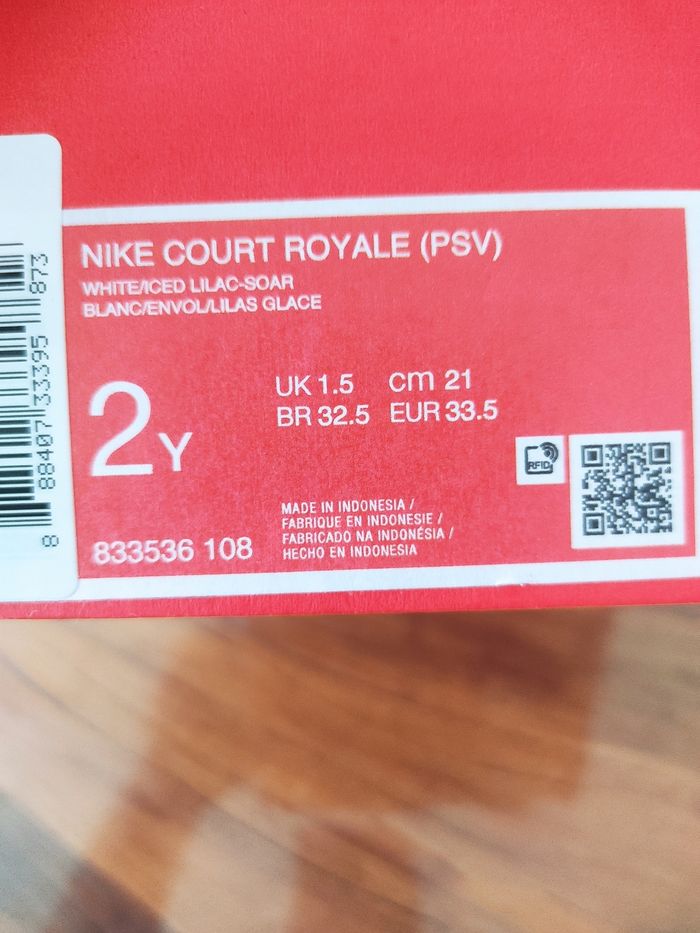 NIKE COURT ROYALE (PSV)
WHITE/ICED LILAC-SOAR
BLANC/ENVOL/LILAS GLACE
2Y
UK 1.5 cm 21
BR 32.5 EUR 33.5
RFID
MADE IN INDONESIA /
FABRIQUE EN INDONESIE /
FABRICADO NA INDONÉSIA /
HECHO EN INDONESIA
833536 108
8 88407 33395 873